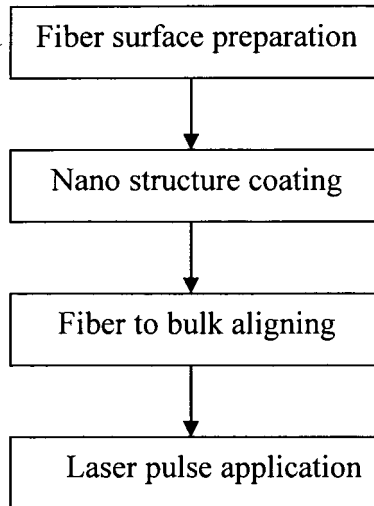 Fiber surface preparation
Nano structure coating
Fiber to bulk aligning
Laser pulse application